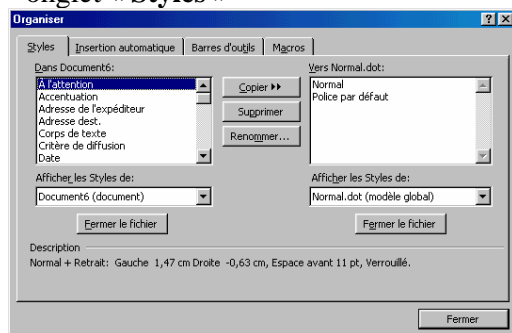 onglet « Styles »
Organiser
Styles Insertion automatique Barres d'outils Macros
Dans Document6: Vers Normal.dot:
A l'attention
Accentuation
Adresse de l'expéditeur
Adresse dest.
Corps de texte
Critère de diffusion
Date
Copier
Supprimer
Renommer...
Normal
Police par défaut
Afficher les Styles de: Afficher les Styles de:
Document6 (document) Normal.dot (modèle global)
Fermer le fichier Fermer le fichier
Description
Normal + Retrait: Gauche 1,47 cm Droite -0,63 cm, Espace avant 11 pt, Verrouillé.
Fermer